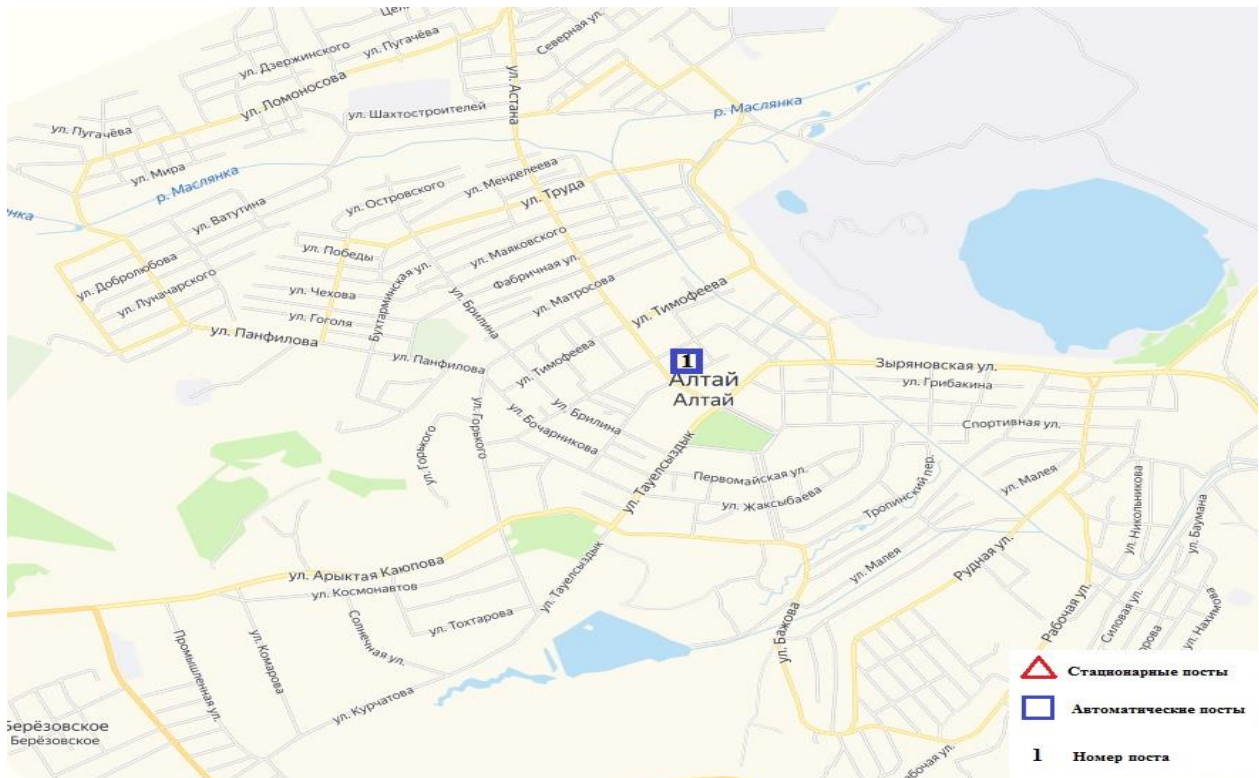 Цел
ул. Пугачёва
ул. Дзержинского
Северная ул.
ул. Ломоносова
ул. Астана
ул. Шахтостроителей
р. Маслянка
ул. Пугачёва
ул. Мира
р. Маслянка
нка
ул. Менделеева
ул. Островского
ул. Труда
ул. Ватутина
ул. Победы
ул. Маяковского
ул. Добролюбова
Фабричная ул.
ул. Луначарского
ул. Чехова
Бухтарминская ул.
ул. Матросова
ул. Тимофеева
ул. Гоголя
ул. Брилина
ул. Панфилова
ул. Панфилова
ул. Тимофеева
1
Алтай
Алтай
Зыряновская ул.
ул. Грибакина
ул. Горького
ул. Горького
ул. Брилина
ул. Бочарникова
Спортивная ул.
ул. Тауелсыздык
Первомайская ул.
ул. Жаксыбаева
Тропинский пер.
ул. Малея
ул. Никольникова
ул. Баумана
ул. Малея
Рудная ул.
ул. Арыктая Каюпова
ул. Космонавтов
ул. Тауелсыздык
ул. Тохтарова
Солнечная ул.
ул. Бажова
Рабочая ул.
Силовая ул.
орова
ул. Нахимова
Промышленная ул.
ул. Комарова
ул. Курчатова
Берёзовское
Берёзовское
бочая ул.
Стационарные посты
Автоматические посты
1 Номер поста